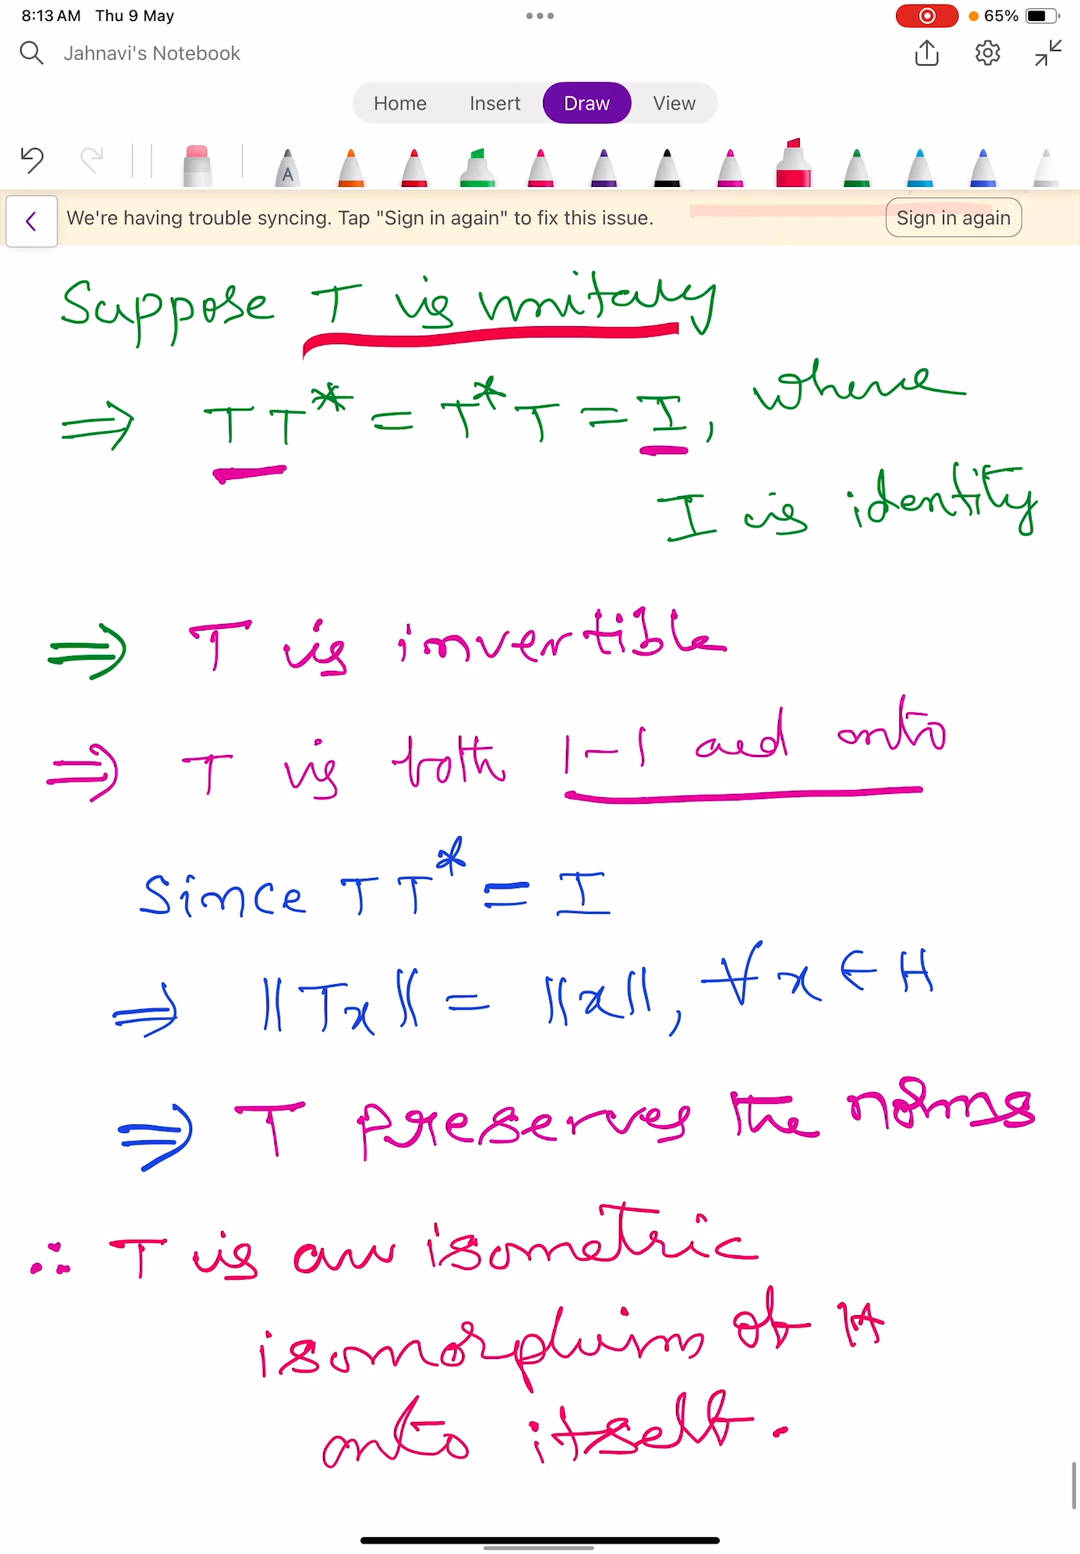 8:13 AM Thu 9 May
65%
Jahnavi's Notebook
Home Insert Draw View
A
We're having trouble syncing. Tap "Sign in again" to fix this issue.
Sign in again
Suppose T is unitary
⇒ TT* = T*T = I, where
I is identity
⇒ T is invertible
⇒ T is both 1-1 and onto
Since TT* = I
⇒ ||Tx|| = ||x||, ∀ x ∈ H
⇒ T preserves the norms
∴ T is an isometric
isomorphism of H
onto itself.